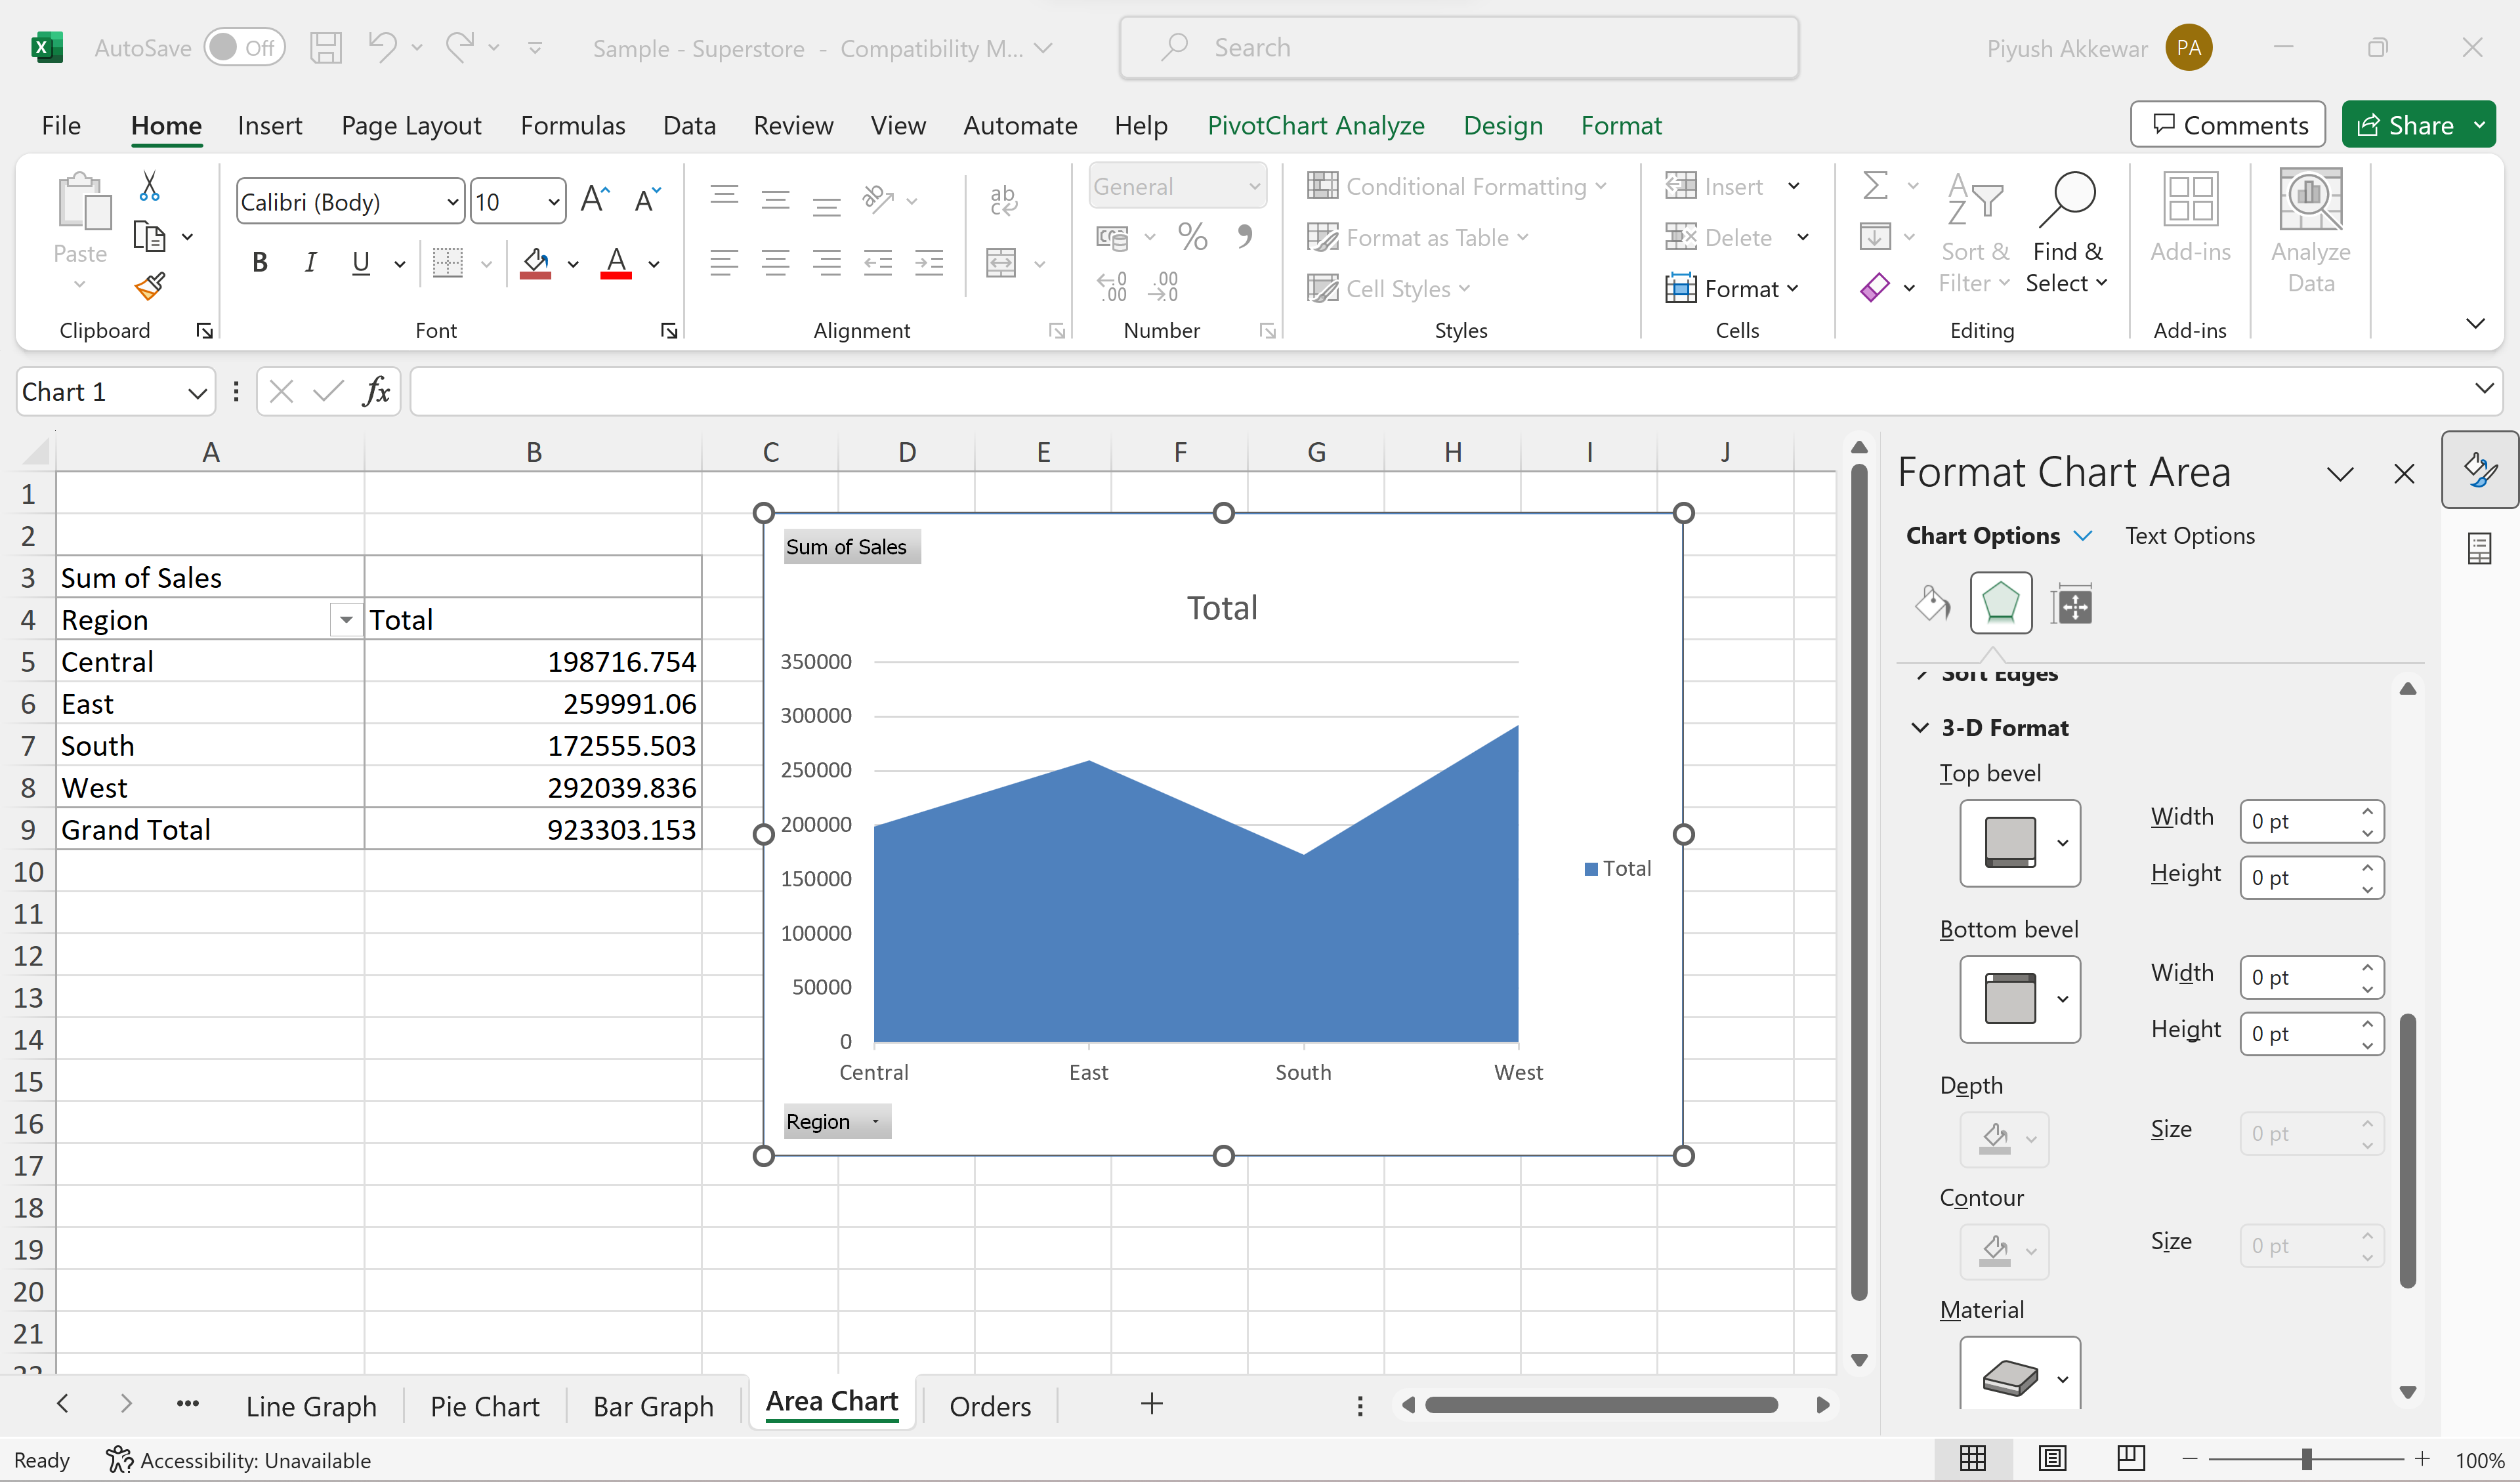 AutoSave Off Sample - Superstore - Compatibility M... Search Piyush Akkewar PA
File Home Insert Page Layout Formulas Data Review View Automate Help PivotChart Analyze Design Format Comments Share
Paste
Calibri (Body) 10
B I U A
ab
General
% 9
.00 .00
Conditional Formatting
Format as Table
Cell Styles
Insert
Delete
Format
Sort & Filter
Find & Select
Add-ins
Analyze Data
Clipboard Font Alignment Number Styles Cells Editing Add-ins
Chart 1 fx
A B C D E F G H I J
1
2
3 Sum of Sales
4 Region Total
5 Central 198716.754
6 East 259991.06
7 South 172555.503
8 West 292039.836
9 Grand Total 923303.153
10
11
12
13
14
15
16
17
18
19
20
21
22
Sum of Sales
Total
350000
300000
250000
200000
150000
100000
50000
0
Central East South West
Total
Region
Format Chart Area
Chart Options Text Options
Soft Edges
3-D Format
Top bevel
Width 0 pt
Height 0 pt
Bottom bevel
Width 0 pt
Height 0 pt
Depth
Size 0 pt
Contour
Size 0 pt
Material
Line Graph Pie Chart Bar Graph Area Chart Orders
Ready Accessibility: Unavailable 100%